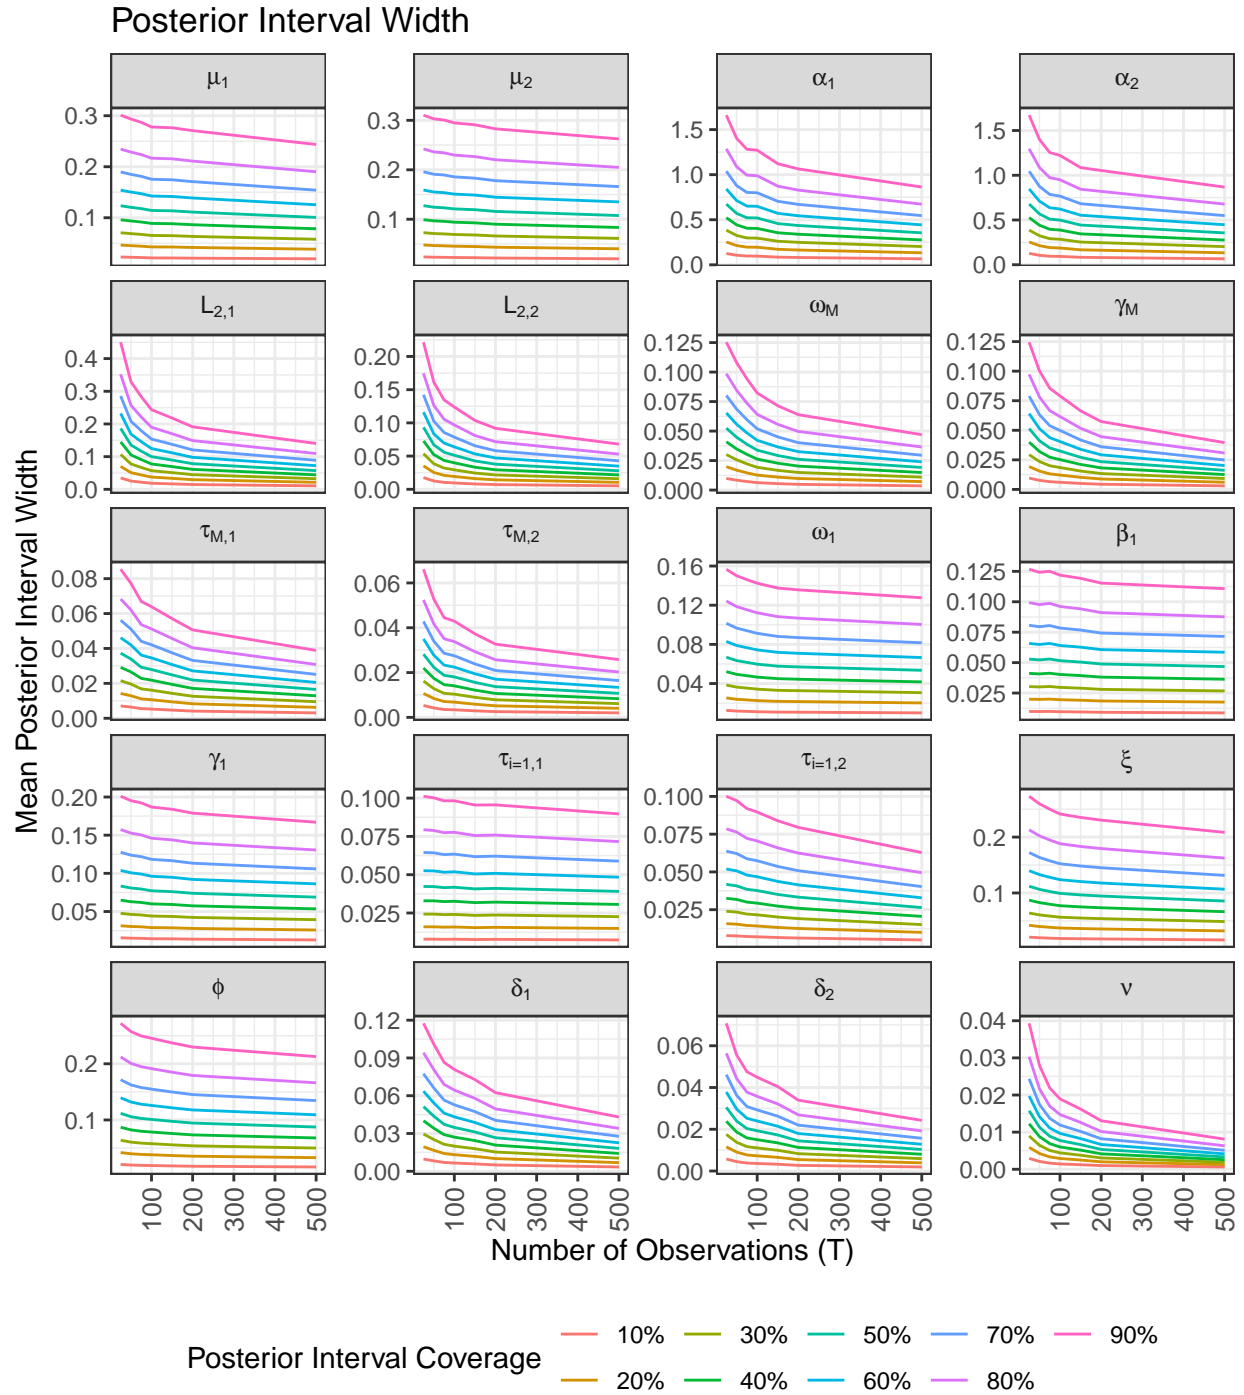 Posterior Interval Width
μ1 μ2 α1 α2
0.3 0.2 0.1
0.3 0.2 0.1
1.5 1.0 0.5 0.0
1.5 1.0 0.5 0.0
L2,1 L2,2 ωM γM
0.4 0.3 0.2 0.1 0.0
0.20 0.15 0.10 0.05 0.00
0.125 0.100 0.075 0.050 0.025 0.000
0.125 0.100 0.075 0.050 0.025 0.000
τM,1 τM,2 ω1 β1
0.08 0.06 0.04 0.02 0.00
0.06 0.04 0.02 0.00
0.16 0.12 0.08 0.04
0.125 0.100 0.075 0.050 0.025
γ1 τi=1,1 τi=1,2 ξ
0.20 0.15 0.10 0.05
0.100 0.075 0.050 0.025
0.100 0.075 0.050 0.025
0.2 0.1
ϕ δ1 δ2 ν
0.2 0.1
0.12 0.09 0.06 0.03 0.00
0.06 0.04 0.02 0.00
0.04 0.03 0.02 0.01 0.00
100 200 300 400 500 100 200 300 400 500 100 200 300 400 500 100 200 300 400 500
Mean Posterior Interval Width
Number of Observations (T)
Posterior Interval Coverage
10% 30% 50% 70% 90%
20% 40% 60% 80%